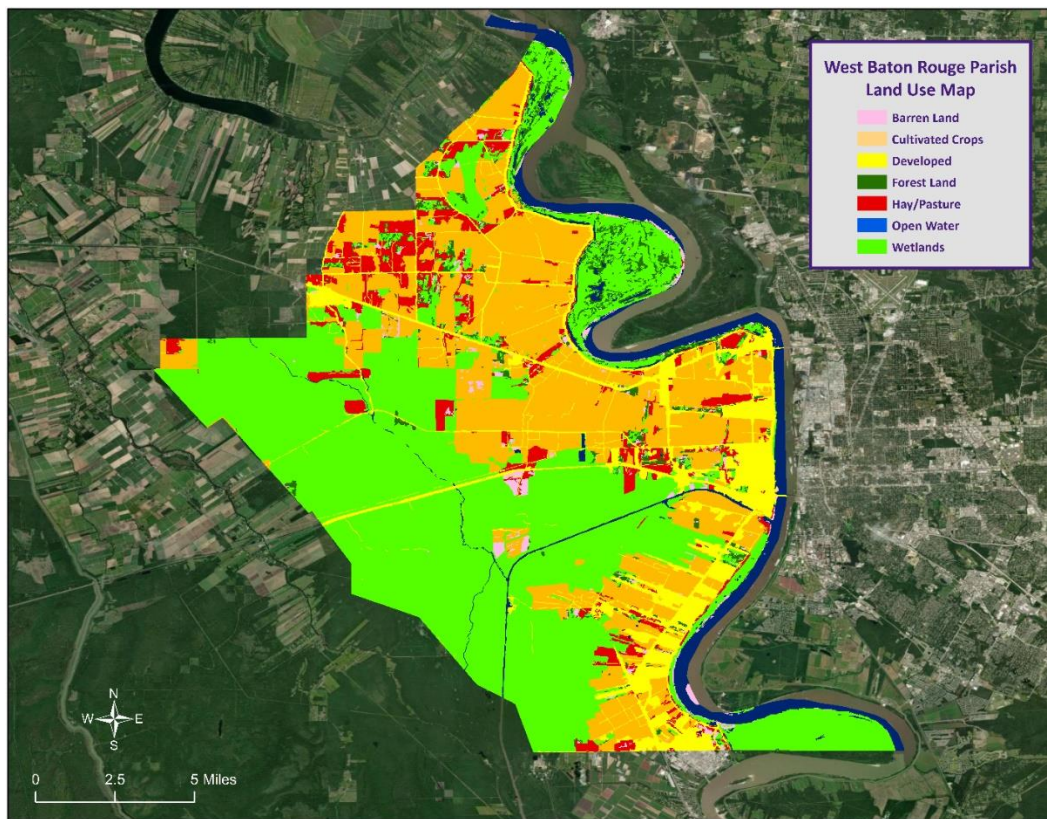 West Baton Rouge Parish
Land Use Map
Barren Land
Cultivated Crops
Developed
Forest Land
Hay/Pasture
Open Water
Wetlands
N
W E
S
0 2.5 5 Miles